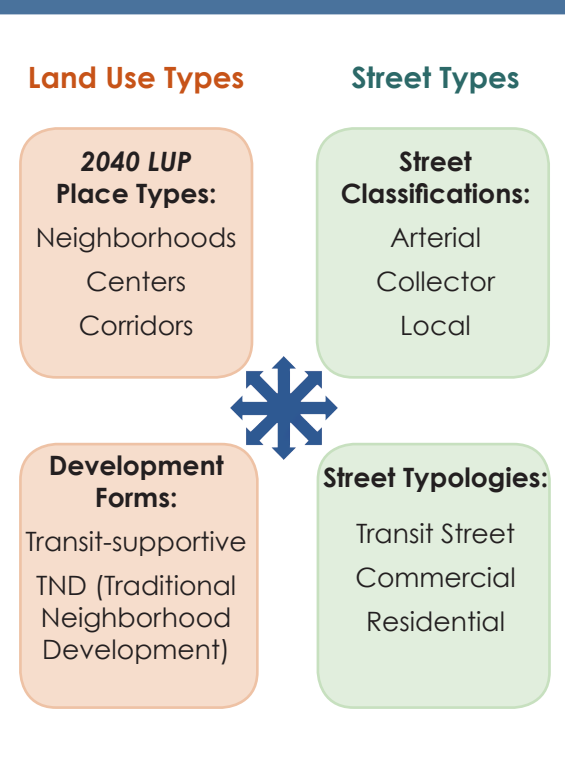 Land Use Types
Street Types
2040 LUP
Place Types:
Neighborhoods
Centers
Corridors
Street
Classifications:
Arterial
Collector
Local
Development
Forms:
Transit-supportive
TND (Traditional
Neighborhood
Development)
Street Typologies:
Transit Street
Commercial
Residential